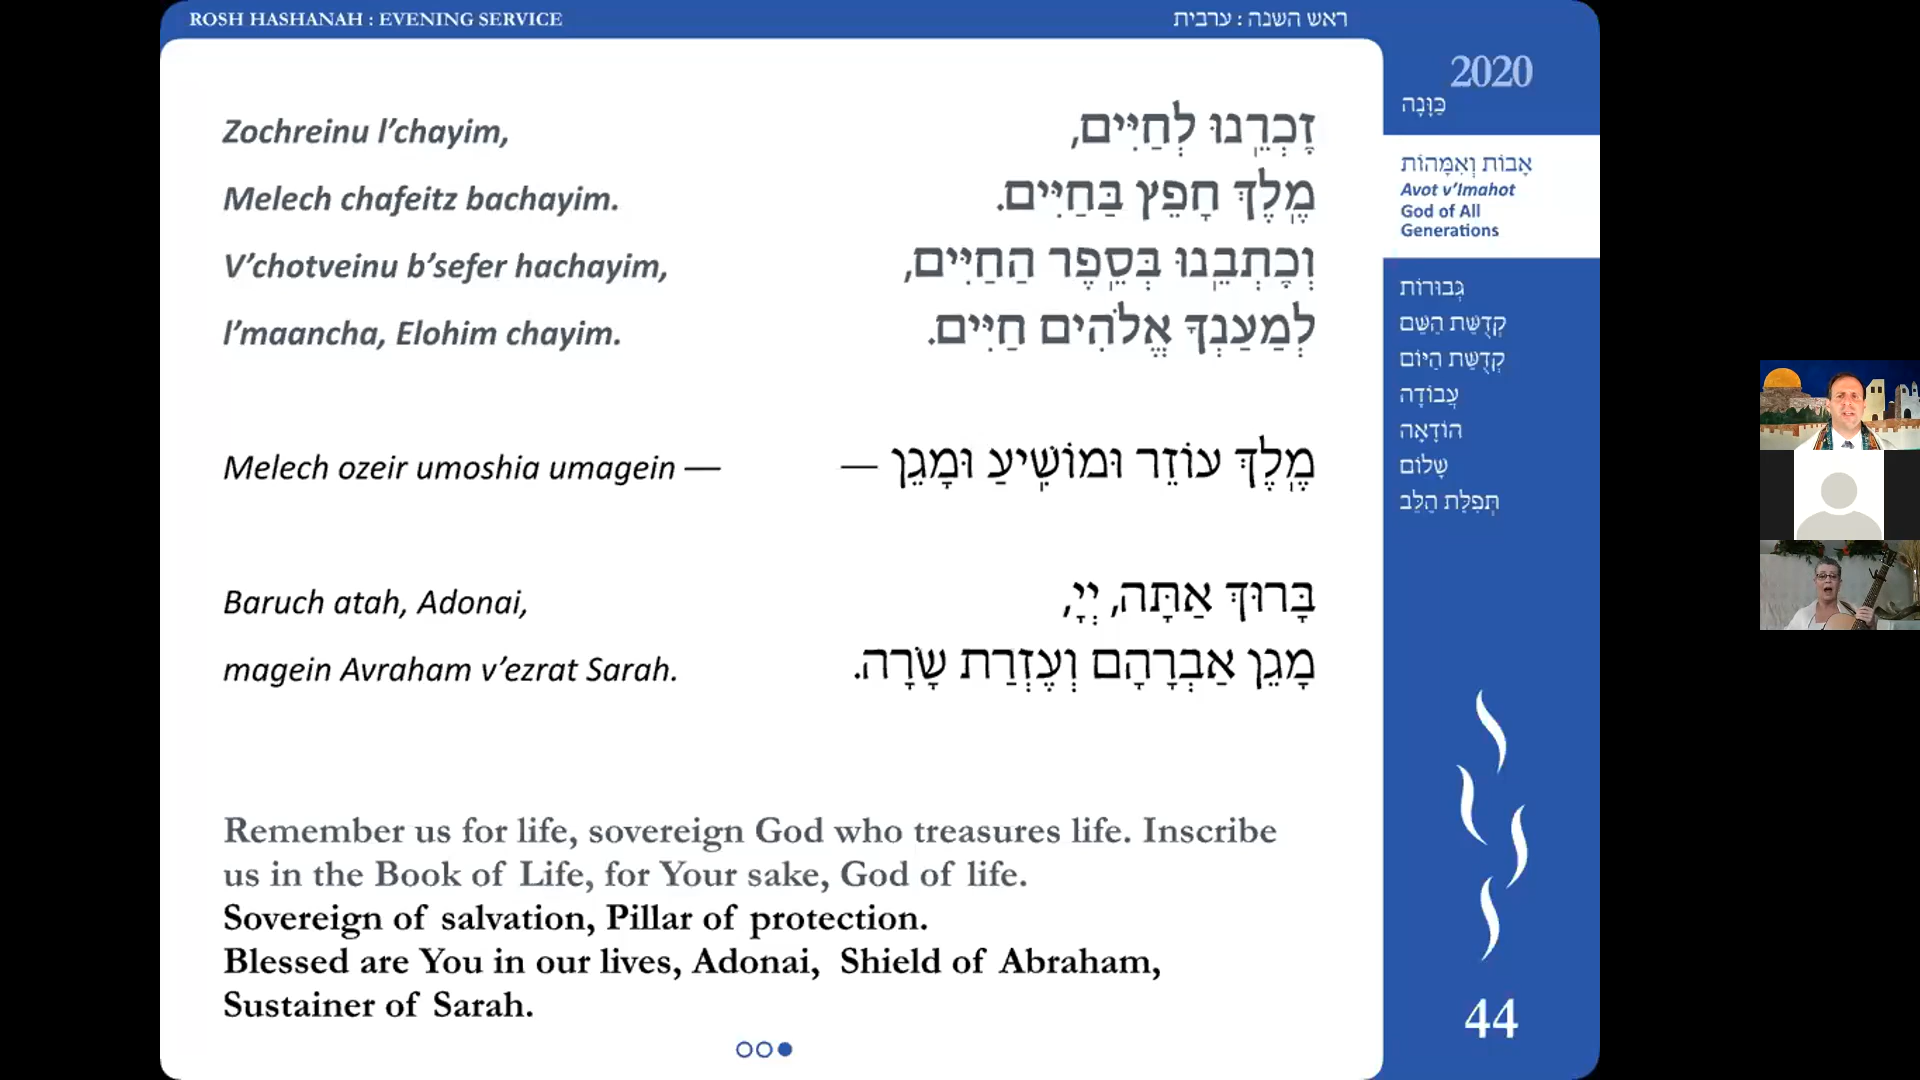 ROSH HASHANAH : EVENING SERVICE
ראש השנה : ערבית
Zochreinu l’chayim,
Melech chafeitz bachayim.
V’chotveinu b’sefer hachayim,
l’maancha, Elohim chayim.
Melech ozeir umoshia umagein —
Baruch atah, Adonai,
magein Avraham v’ezrat Sarah.
זָכְרֵֽנוּ לְחַיִּים,
מֶֽלֶךְ חָפֵץ בַּחַיִּים.
וְכָתְבֵֽנוּ בְּסֵֽפֶר הַחַיִּים,
לְמַעַנְךָ אֱלֹהִים חַיִּים.
מֶֽלֶךְ עוֹזֵר וּמוֹשִֽׁיעַ וּמָגֵן —
בָּרוּךְ אַתָּה, יְיָ,
מָגֵן אַבְרָהָם וְעֶזְרַת שָׂרָה.
Remember us for life, sovereign God who treasures life. Inscribe
us in the Book of Life, for Your sake, God of life.
Sovereign of salvation, Pillar of protection.
Blessed are You in our lives, Adonai, Shield of Abraham,
Sustainer of Sarah.
2020
כַּוָּנָה
אָבוֹת וְאִמָּהוֹת
Avot v’Imahot
God of All
Generations
גְּבוּרוֹת
קְדֻשַּׁת הַשֵּׁם
קְדֻשַּׁת הַיּוֹם
עֲבוֹדָה
הוֹדָאָה
שָׁלוֹם
תְּפִלַּת הַלֵּב
44